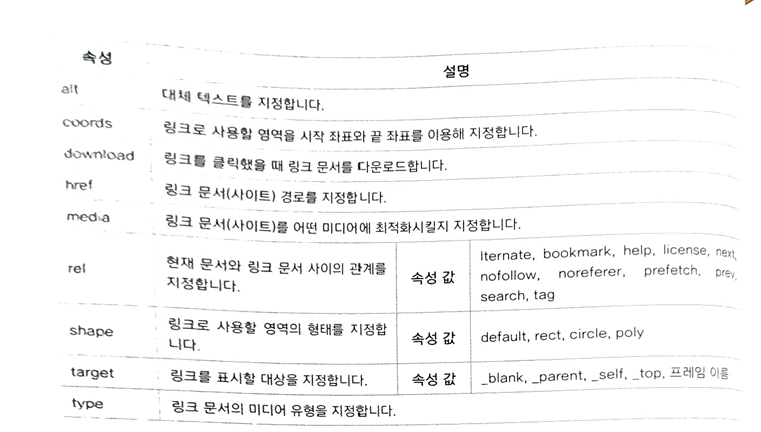 속성
설명
alt
대체 텍스트를 지정합니다.
coords
링크로 사용할 영역을 시작 좌표와 끝 좌표를 이용해 지정합니다.
download
링크를 클릭했을 때 링크 문서를 다운로드합니다.
href
링크 문서(사이트) 경로를 지정합니다.
media
링크 문서(사이트)를 어떤 미디어에 최적화시킬지 지정합니다.
rel
현재 문서와 링크 문서 사이의 관계를
지정합니다.
속성 값
lternate, bookmark, help, license, next,
nofollow, noreferer, prefetch, prev,
search, tag
shape
링크로 사용할 영역의 형태를 지정합
니다.
속성 값
default, rect, circle, poly
target
링크를 표시할 대상을 지정합니다.
속성 값
_blank, _parent, _self, _top, 프레임 이름
type
링크 문서의 미디어 유형을 지정합니다.